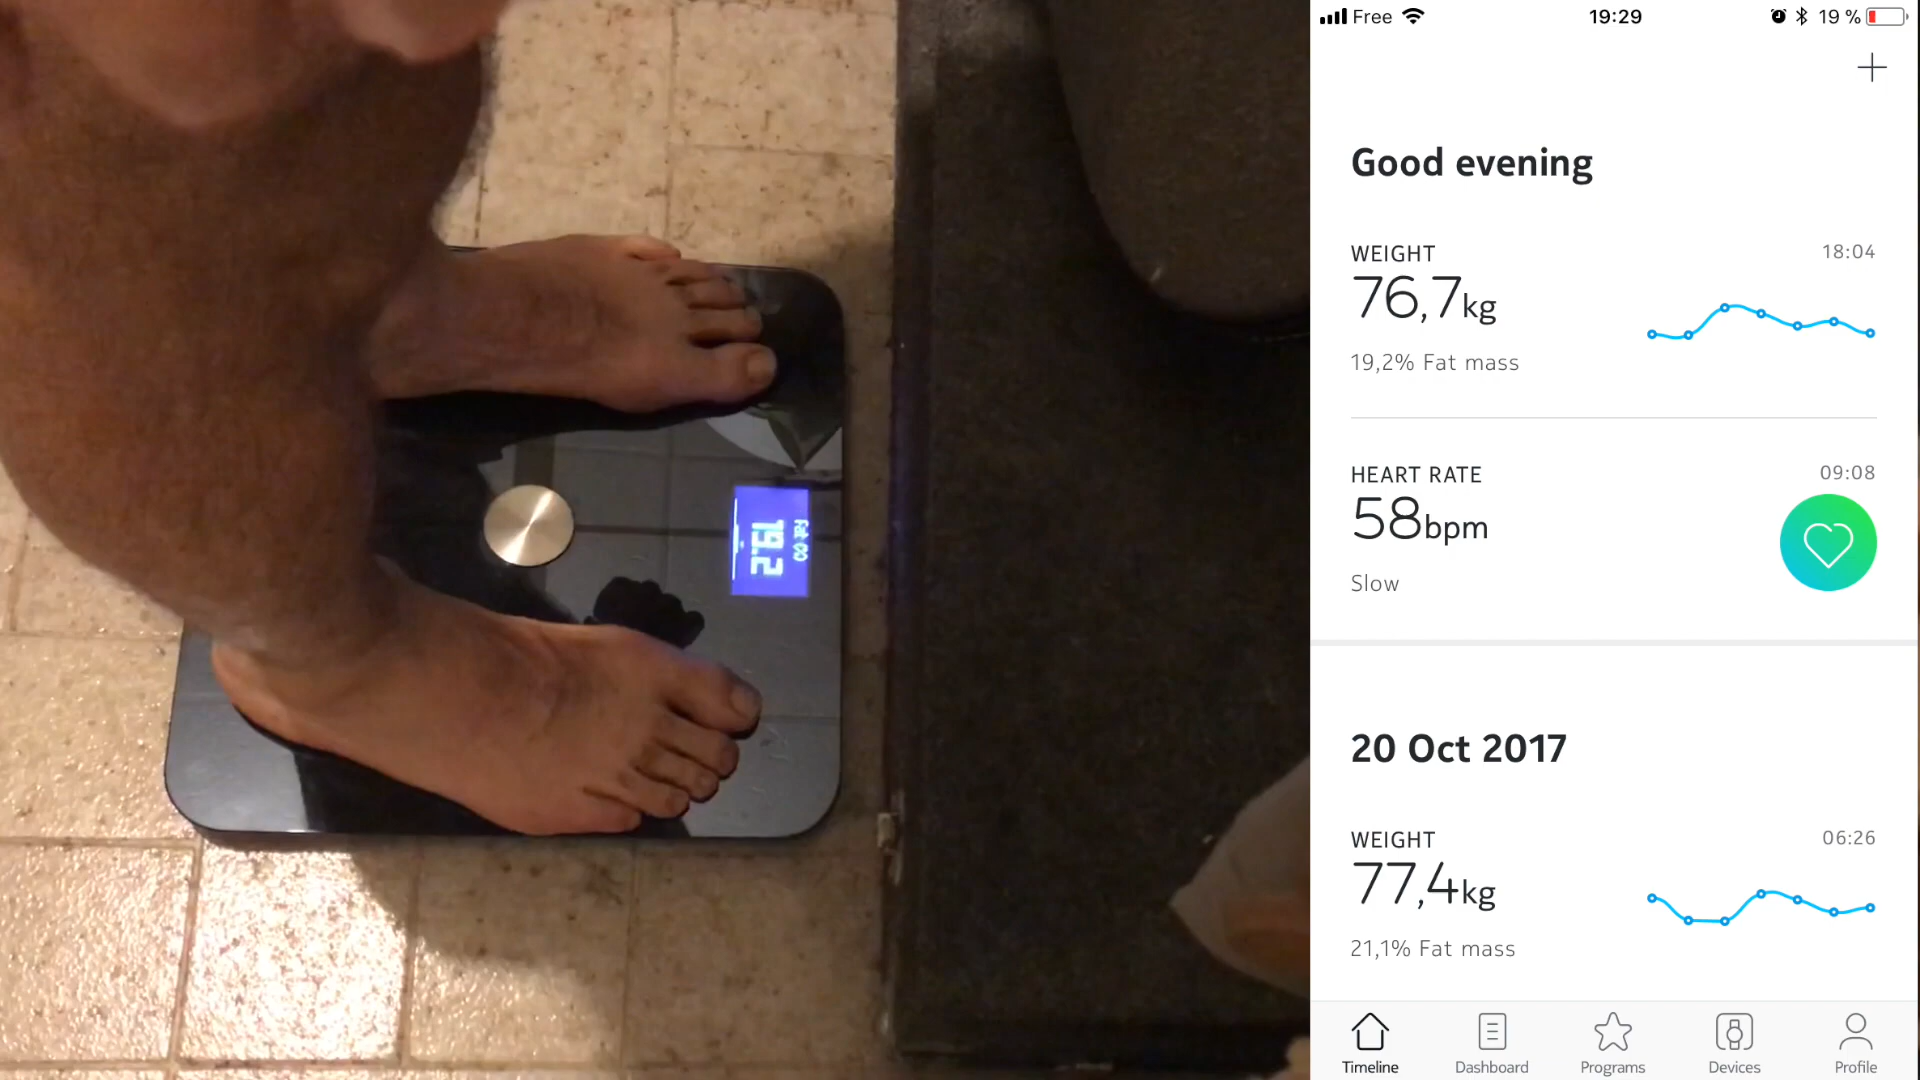 Fat %
19.2
Free
19:29
19 %
Good evening
WEIGHT
18:04
76,7kg
19,2% Fat mass
HEART RATE
09:08
58bpm
Slow
20 Oct 2017
WEIGHT
06:26
77,4kg
21,1% Fat mass
Timeline
Dashboard
Programs
Devices
Profile